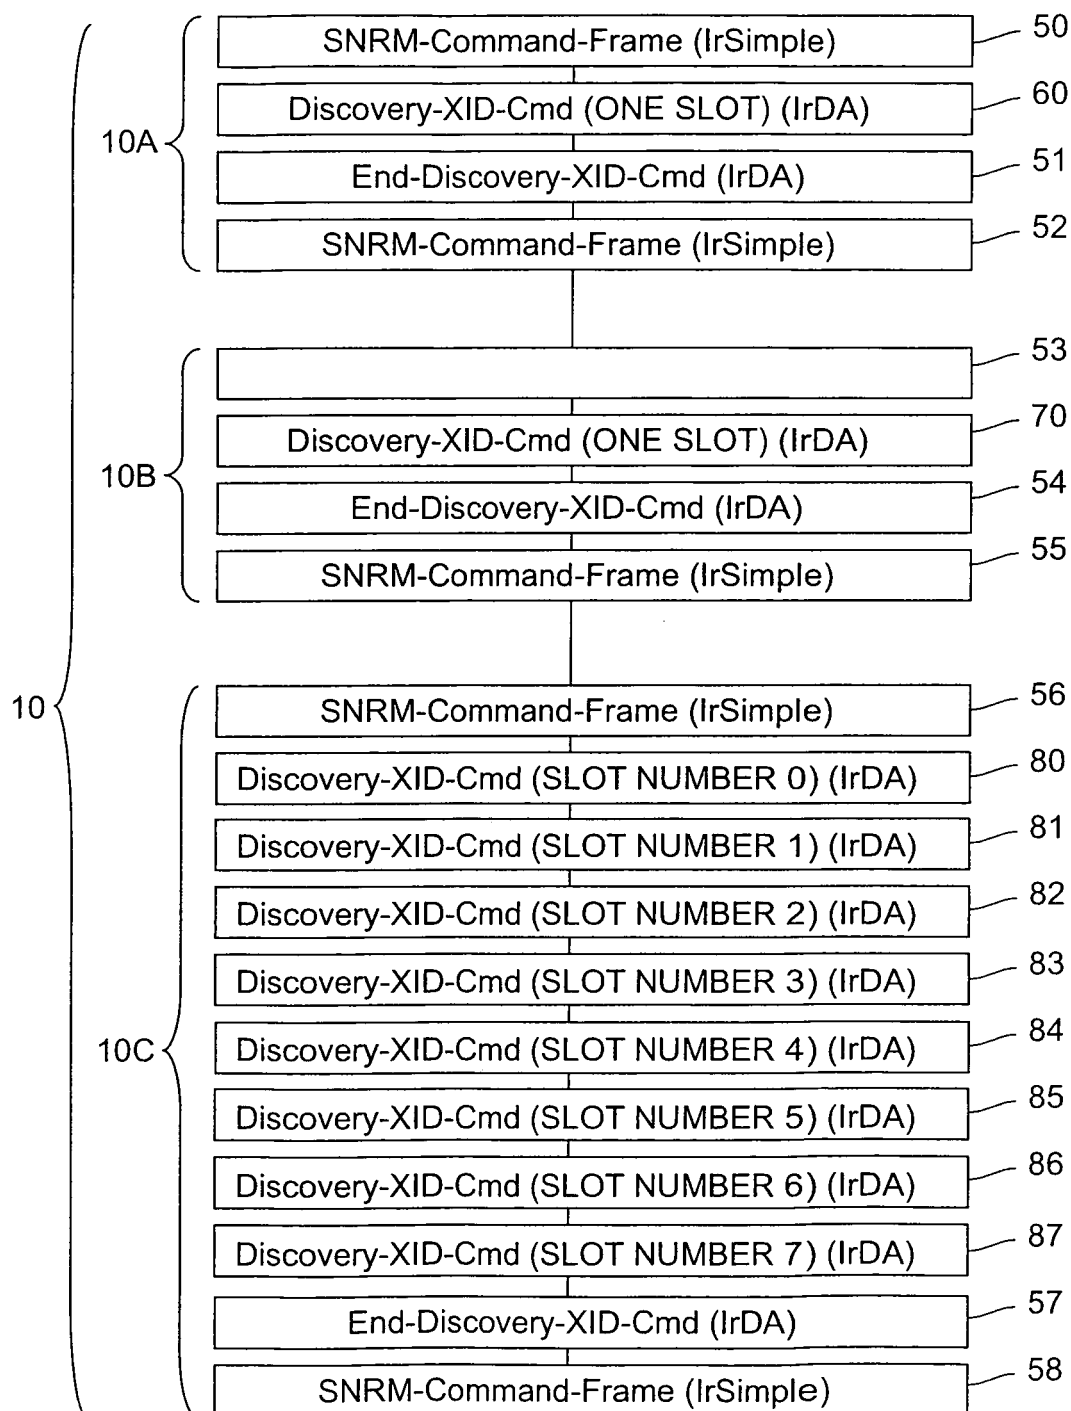 SNRM-Command-Frame (IrSimple) 50
Discovery-XID-Cmd (ONE SLOT) (IrDA) 60
10A
End-Discovery-XID-Cmd (IrDA) 51
SNRM-Command-Frame (IrSimple) 52
53
Discovery-XID-Cmd (ONE SLOT) (IrDA) 70
10B
End-Discovery-XID-Cmd (IrDA) 54
SNRM-Command-Frame (IrSimple) 55
10
SNRM-Command-Frame (IrSimple) 56
Discovery-XID-Cmd (SLOT NUMBER 0) (IrDA) 80
Discovery-XID-Cmd (SLOT NUMBER 1) (IrDA) 81
Discovery-XID-Cmd (SLOT NUMBER 2) (IrDA) 82
Discovery-XID-Cmd (SLOT NUMBER 3) (IrDA) 83
10C
Discovery-XID-Cmd (SLOT NUMBER 4) (IrDA) 84
Discovery-XID-Cmd (SLOT NUMBER 5) (IrDA) 85
Discovery-XID-Cmd (SLOT NUMBER 6) (IrDA) 86
Discovery-XID-Cmd (SLOT NUMBER 7) (IrDA) 87
End-Discovery-XID-Cmd (IrDA) 57
SNRM-Command-Frame (IrSimple) 58